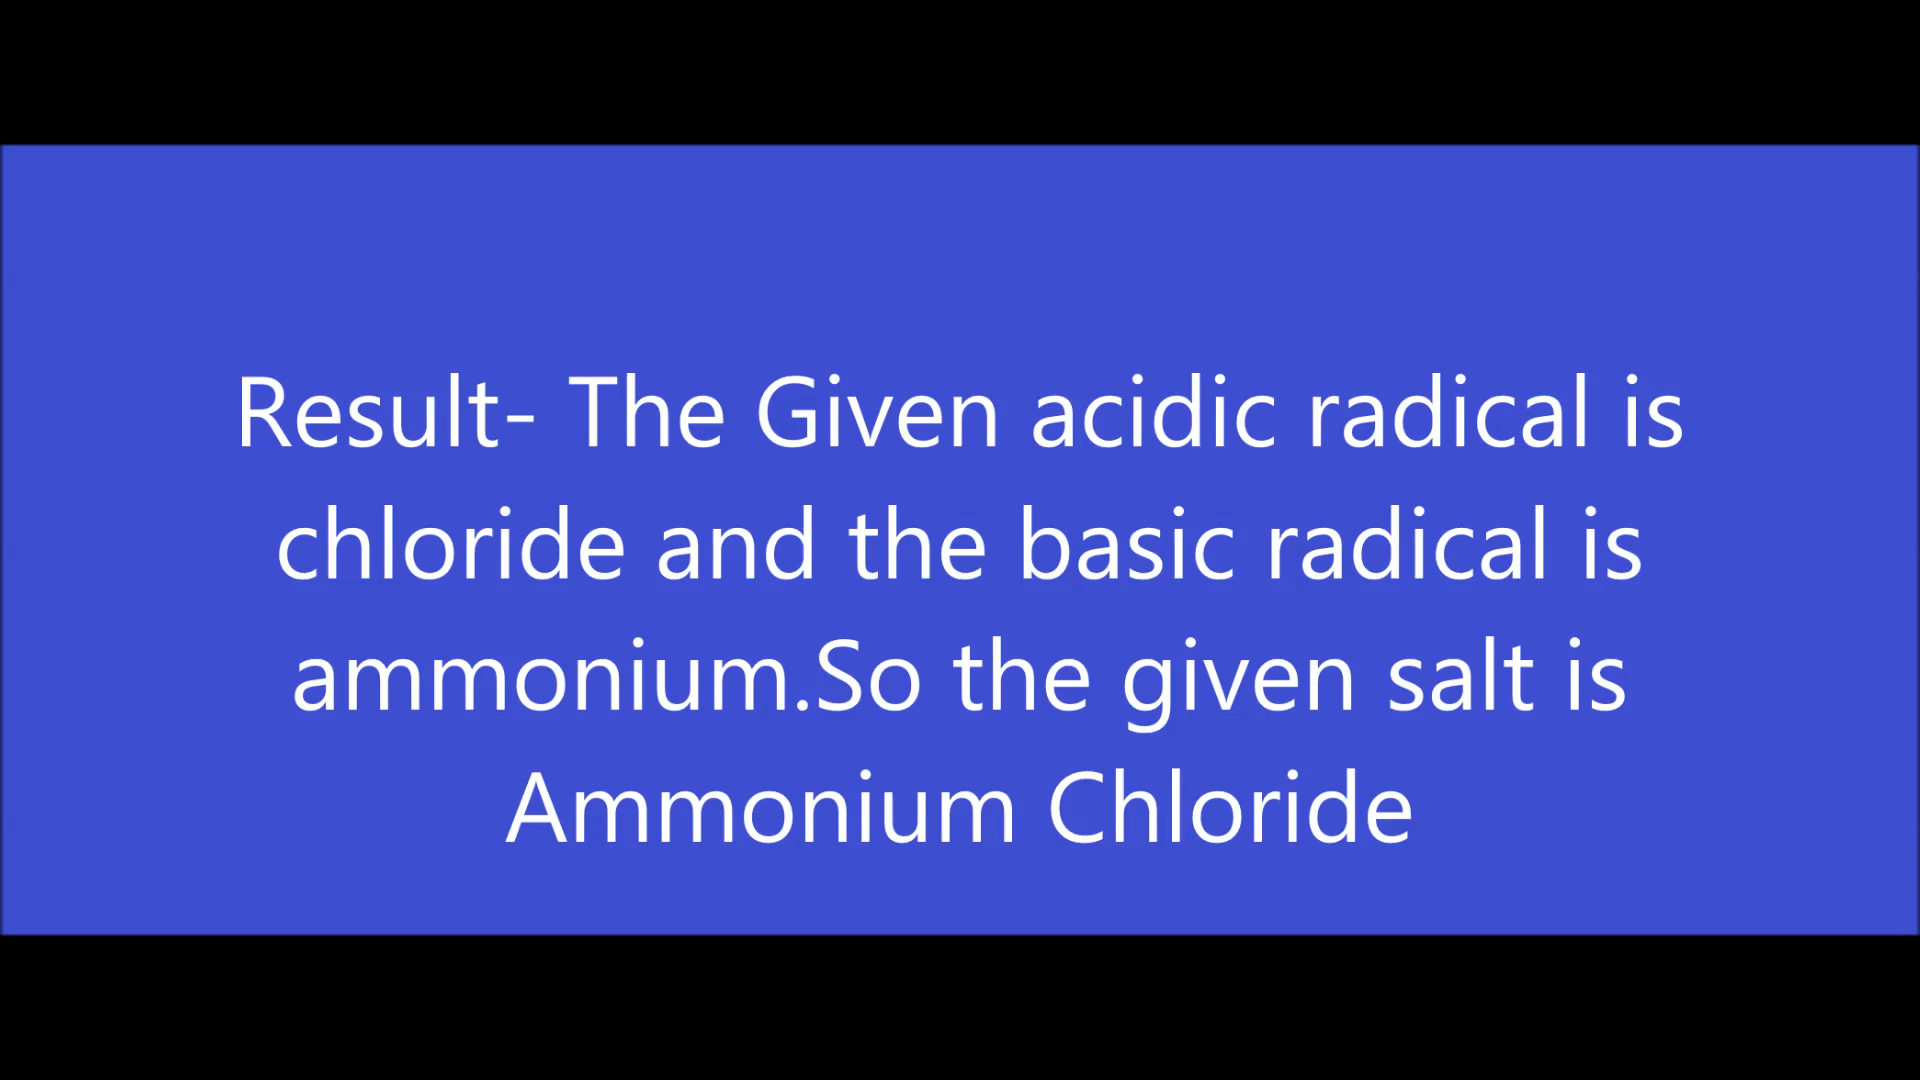 Result- The Given acidic radical is
chloride and the basic radical is
ammonium.So the given salt is
Ammonium Chloride